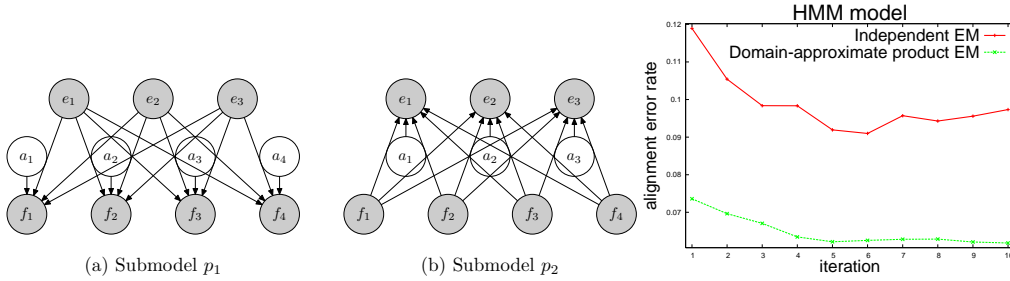 e1 e2 e3
a1 a2 a3 a4
f1 f2 f3 f4
(a) Submodel p1
e1 e2 e3
a1 a2 a3
f1 f2 f3 f4
(b) Submodel p2
HMM model
Independent EM
Domain-approximate product EM
alignment error rate
0.12
0.11
0.1
0.09
0.08
0.07
1 2 3 4 5 6 7 8 9 10
iteration